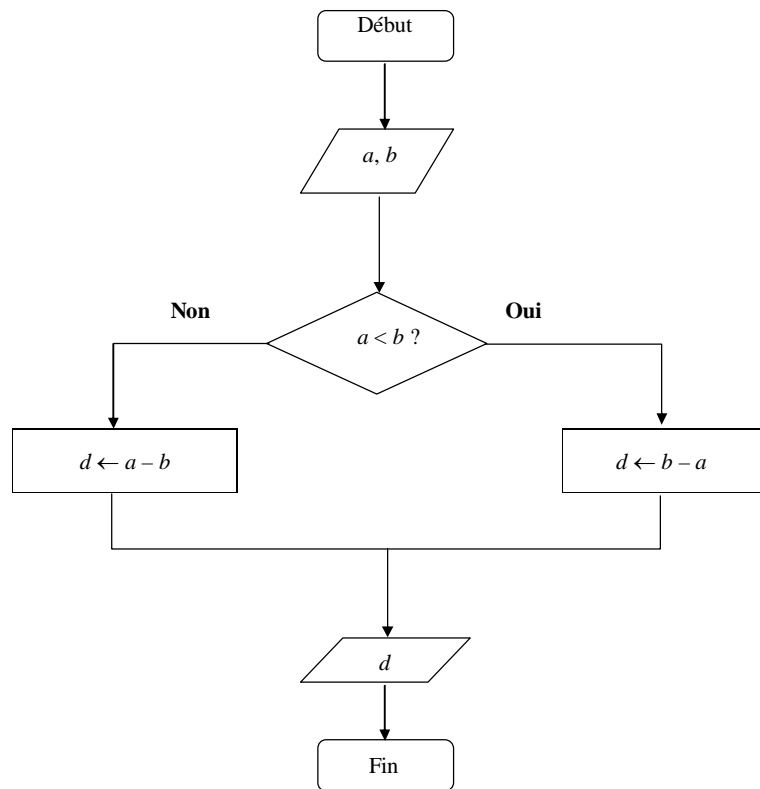 Début
a, b
Non
Oui
a < b ?
d ← a – b
d ← b – a
d
Fin